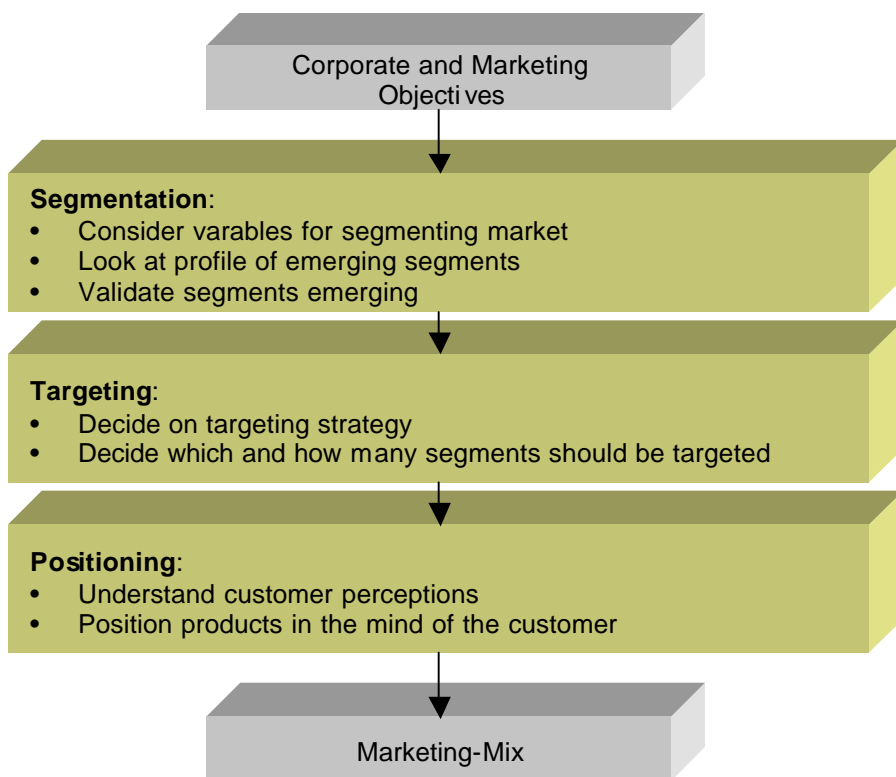 Corporate and Marketing
Objectives
Segmentation:
• Consider varables for segmenting market
• Look at profile of emerging segments
• Validate segments emerging
Targeting:
• Decide on targeting strategy
• Decide which and how many segments should be targeted
Positioning:
• Understand customer perceptions
• Position products in the mind of the customer
Marketing-Mix